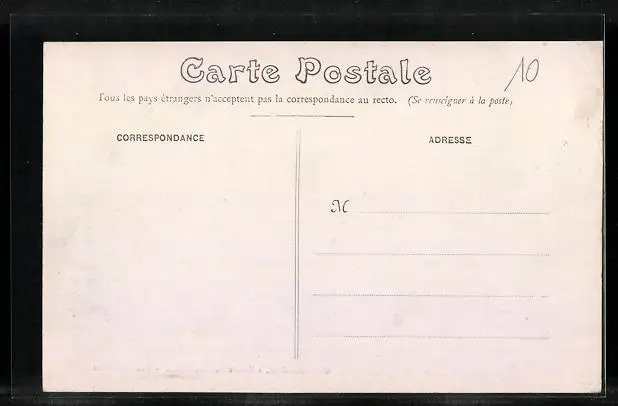 Carte Postale
10
Tous les pays étrangers n'acceptent pas la correspondance au recto. (Se renseigner à la poste)
CORRESPONDANCE
ADRESSE
M